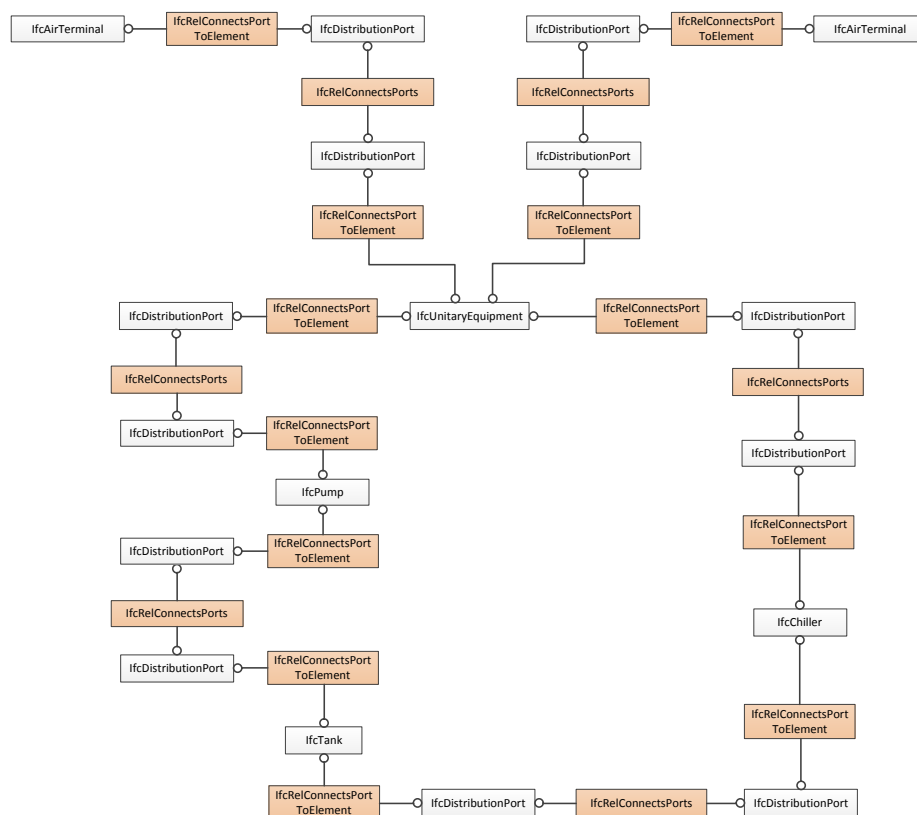 IfcAirTerminal
IfcRelConnectsPort
ToElement
IfcDistributionPort
IfcDistributionPort
IfcRelConnectsPort
ToElement
IfcAirTerminal
IfcRelConnectsPorts
IfcRelConnectsPorts
IfcDistributionPort
IfcDistributionPort
IfcRelConnectsPort
ToElement
IfcRelConnectsPort
ToElement
IfcDistributionPort
IfcRelConnectsPort
ToElement
IfcUnitaryEquipment
IfcRelConnectsPort
ToElement
IfcDistributionPort
IfcRelConnectsPorts
IfcRelConnectsPorts
IfcDistributionPort
IfcRelConnectsPort
ToElement
IfcDistributionPort
IfcPump
IfcRelConnectsPort
ToElement
IfcDistributionPort
IfcRelConnectsPort
ToElement
IfcRelConnectsPorts
IfcChiller
IfcDistributionPort
IfcRelConnectsPort
ToElement
IfcRelConnectsPort
ToElement
IfcTank
IfcRelConnectsPort
ToElement
IfcDistributionPort
IfcRelConnectsPorts
IfcDistributionPort